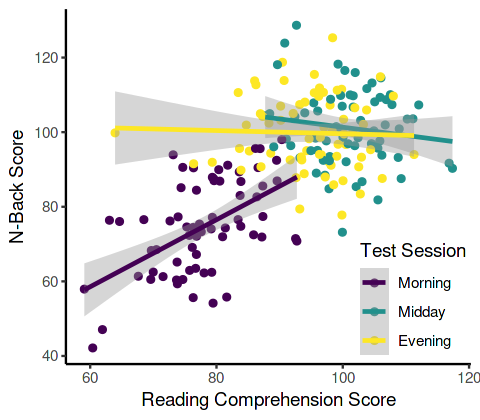 120
100
80
60
40
N-Back Score
60
80
100
120
Reading Comprehension Score
Test Session
Morning
Midday
Evening